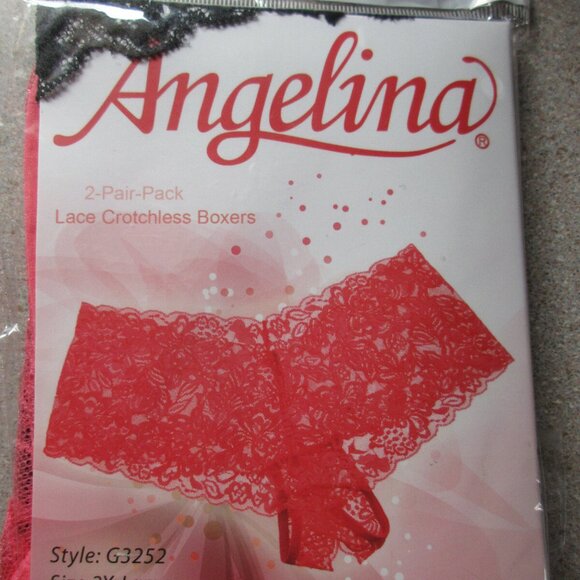 Angelina®
2-Pair-Pack
Lace Crotchless Boxers
Style: G3252